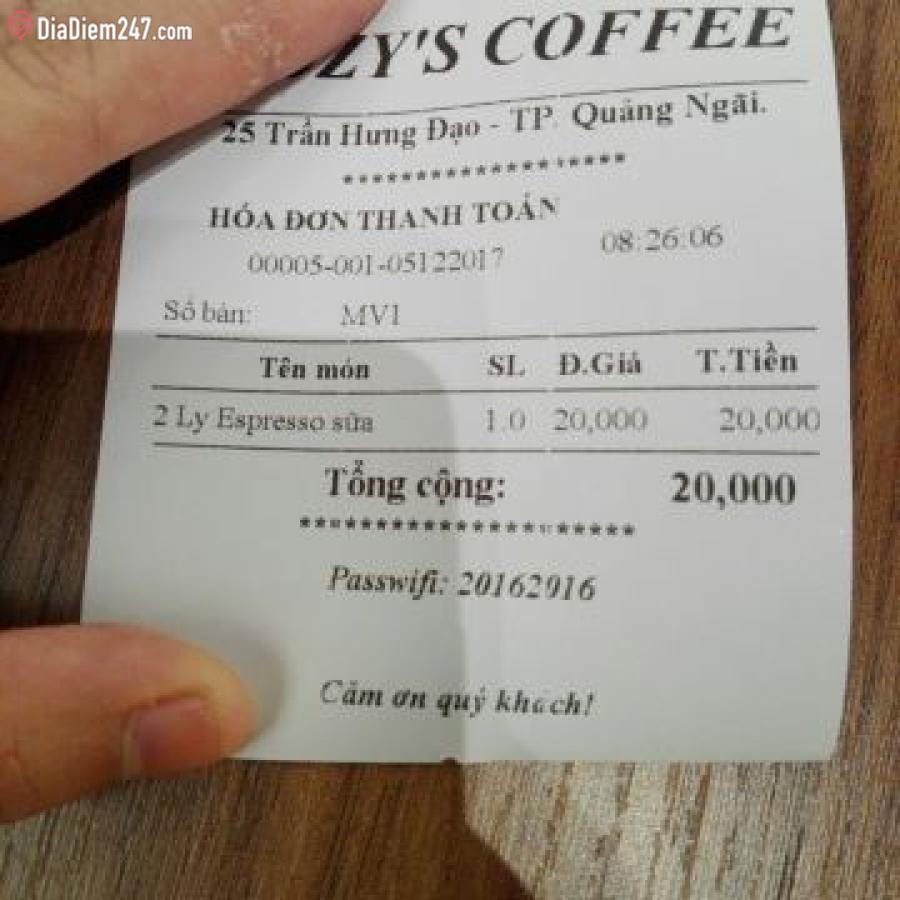 DiaDiem247.com
ZY'S COFFEE
25 Trần Hưng Đạo - TP. Quảng Ngãi.
********************
HÓA ĐƠN THANH TOÁN
00005-001-05122017 08:26:06
Số bàn: MV1
Tên món SL Đ.Giá T.Tiền
2 Ly Espresso sữa 1.0 20,000 20,000
Tổng cộng: 20,000
***********************
Passwifi: 20162916
Cảm ơn quý khách!